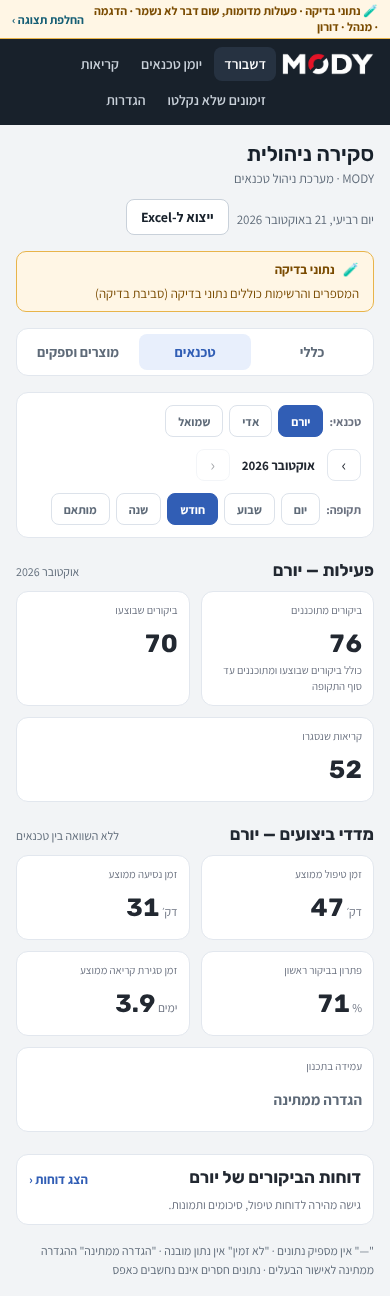 🧪 נתוני בדיקה · פעולות מדומות, שום דבר לא נשמר · הדגמה · מנהל · דורון
החלפת תצוגה ‹
MODY
דשבורד
יומן טכנאים
קריאות
זימונים שלא נקלטו
הגדרות
סקירה ניהולית
MODY · מערכת ניהול טכנאים
יום רביעי, 21 באוקטובר 2026
ייצוא ל-Excel
🧪 נתוני בדיקה
המספרים והרשימות כוללים נתוני בדיקה (סביבת בדיקה)
כללי
טכנאים
מוצרים וספקים
טכנאי:
יורם
אדי
שמואל
›
אוקטובר 2026
‹
תקופה:
יום
שבוע
חודש
שנה
מותאם
פעילות — יורם
אוקטובר 2026
ביקורים מתוכננים
76
כולל ביקורים שבוצעו ומתוכננים עד
סוף התקופה
ביקורים שבוצעו
70
קריאות שנסגרו
52
מדדי ביצועים — יורם
ללא השוואה בין טכנאים
זמן טיפול ממוצע
47 דק׳
זמן נסיעה ממוצע
31 דק׳
פתרון בביקור ראשון
71 %
זמן סגירת קריאה ממוצע
3.9 ימים
עמידה בתכנון
הגדרה ממתינה
דוחות הביקורים של יורם
הצג דוחות ‹
גישה מהירה לדוחות טיפול, סיכומים ותמונות.
"—" אין מספיק נתונים · "לא זמין" אין נתון מובנה · "הגדרה ממתינה" ההגדרה
ממתינה לאישור הבעלים · נתונים חסרים אינם נחשבים כאפס